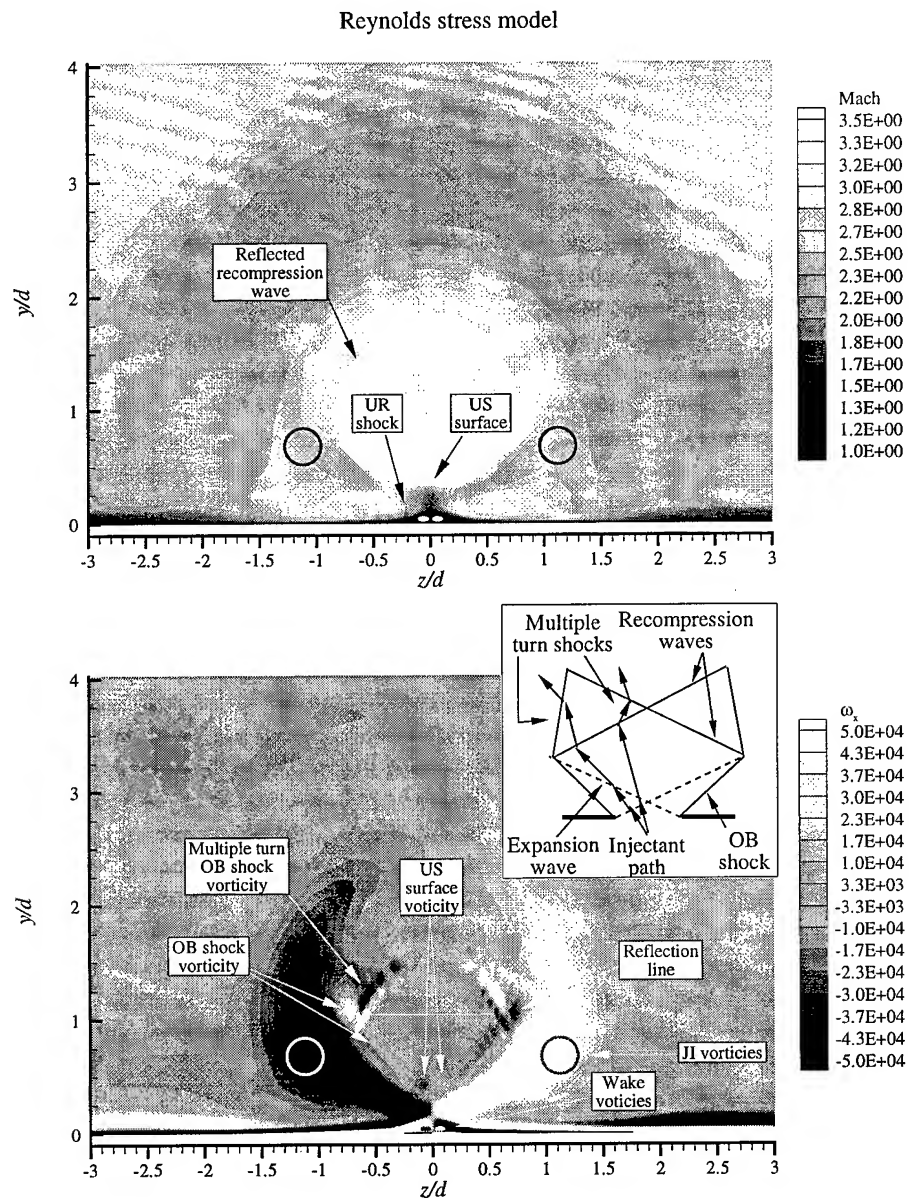 Reynolds stress model
4
3
2
1
0
y/d
Reflected
recompression
wave
UR
shock
US
surface
-3
-2.5
-2
-1.5
-1
-0.5
0
0.5
1
1.5
2
2.5
3
z/d
Mach
3.5E+00
3.3E+00
3.2E+00
3.0E+00
2.8E+00
2.7E+00
2.5E+00
2.3E+00
2.2E+00
2.0E+00
1.8E+00
1.7E+00
1.5E+00
1.3E+00
1.2E+00
1.0E+00
Multiple
turn shocks
Recompression
waves
Expansion
wave
Injectant
path
OB
shock
4
3
2
1
0
y/d
Multiple turn
OB shock
vorticity
US
surface
voticity
OB shock
vorticity
Reflection
line
JI vorticies
Wake
voticies
-3
-2.5
-2
-1.5
-1
-0.5
0
0.5
1
1.5
2
2.5
3
z/d
ωx
5.0E+04
4.3E+04
3.7E+04
3.0E+04
2.3E+04
1.7E+04
1.0E+04
3.3E+03
-3.3E+03
-1.0E+04
-1.7E+04
-2.3E+04
-3.0E+04
-3.7E+04
-4.3E+04
-5.0E+04